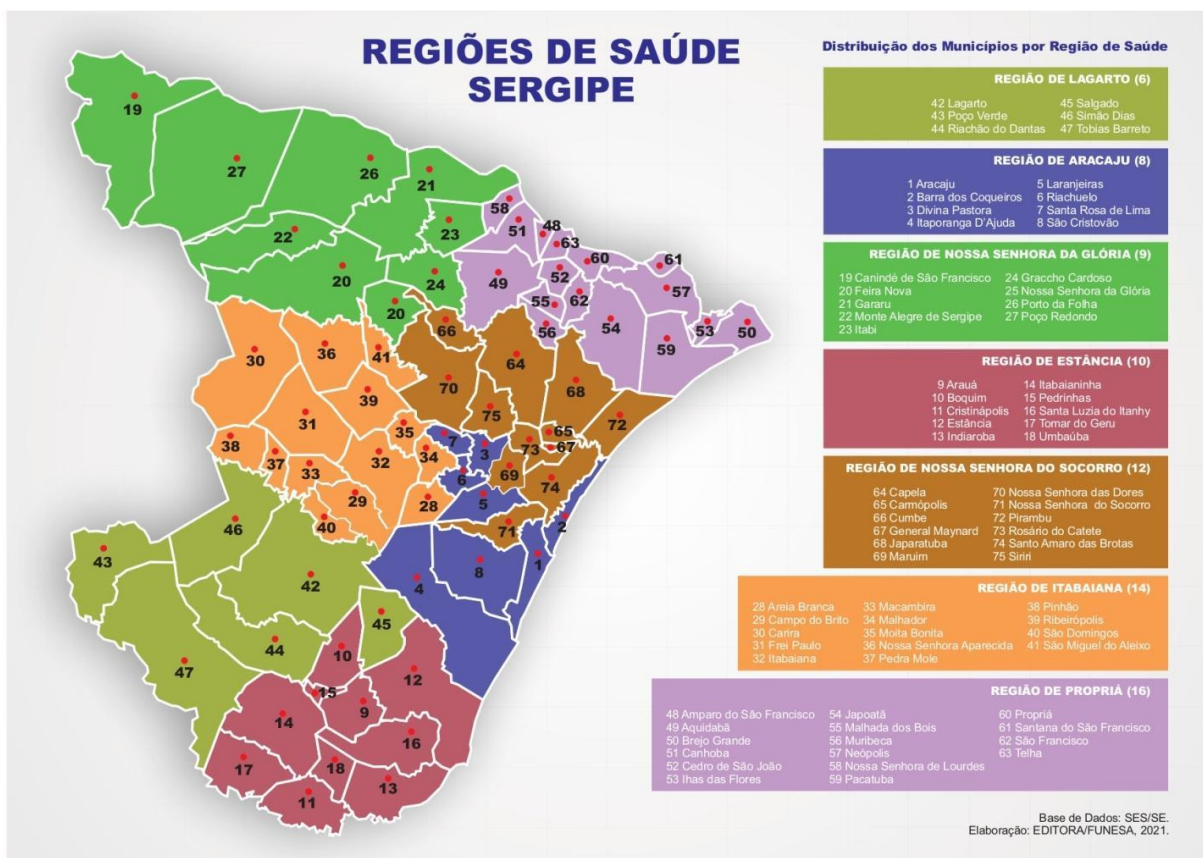 REGIÕES DE SAÚDE
SERGIPE
Distribuição dos Municípios por Região de Saúde
REGIÃO DE LAGARTO (6)
42 Lagarto
43 Poço Verde
44 Riachão do Dantas
45 Salgado
46 Simão Dias
47 Tobias Barreto
REGIÃO DE ARACAJU (8)
1 Aracaju
2 Barra dos Coqueiros
3 Divina Pastora
4 Itaporanga D'Ajuda
5 Laranjeiras
6 Riachuelo
7 Santa Rosa de Lima
8 São Cristovão
REGIÃO DE NOSSA SENHORA DA GLÓRIA (9)
19 Canindé de São Francisco
20 Feira Nova
21 Gararu
22 Monte Alegre de Sergipe
23 Itabi
24 Graccho Cardoso
25 Nossa Senhora da Glória
26 Porto da Folha
27 Poço Redondo
REGIÃO DE ESTÂNCIA (10)
9 Arauá
10 Boquim
11 Cristinápolis
12 Estância
13 Indiaroba
14 Itabaianinha
15 Pedrinhas
16 Santa Luzia do Itanhy
17 Tomar do Geru
18 Umbaúba
REGIÃO DE NOSSA SENHORA DO SOCORRO (12)
64 Capela
65 Carmópolis
66 Cumbe
67 General Maynard
68 Japaratuba
69 Maruim
70 Nossa Senhora das Dores
71 Nossa Senhora do Socorro
72 Pirambu
73 Rosário do Catete
74 Santo Amaro das Brotas
75 Siriri
REGIÃO DE ITABAIANA (14)
28 Areia Branca
29 Campo do Brito
30 Carira
31 Frei Paulo
32 Itabaiana
33 Macambira
34 Malhador
35 Moita Bonita
36 Nossa Senhora Aparecida
37 Pedra Mole
38 Pinhão
39 Ribeirópolis
40 São Domingos
41 São Miguel do Aleixo
REGIÃO DE PROPRIÁ (16)
48 Amparo do São Francisco
49 Aquidabã
50 Brejo Grande
51 Canhoba
52 Cedro de São João
53 Ihas das Flores
54 Japoatã
55 Malhada dos Bois
56 Muribeca
57 Neópolis
58 Nossa Senhora de Lourdes
59 Pacatuba
60 Propriá
61 Santana do São Francisco
62 São Francisco
63 Telha
Base de Dados: SES/SE.
Elaboração: EDITORA/FUNESA, 2021.
19
27
26
21
58
51
48
63
60
61
22
23
20
24
49
52
57
55
62
20
66
56
54
53
50
59
30
36
41
64
70
68
39
31
75
72
38
35
7
3
73
65
67
37
33
32
34
6
69
74
29
28
5
40
71
2
46
43
42
4
8
1
45
44
10
47
12
15
9
14
16
17
18
13
11